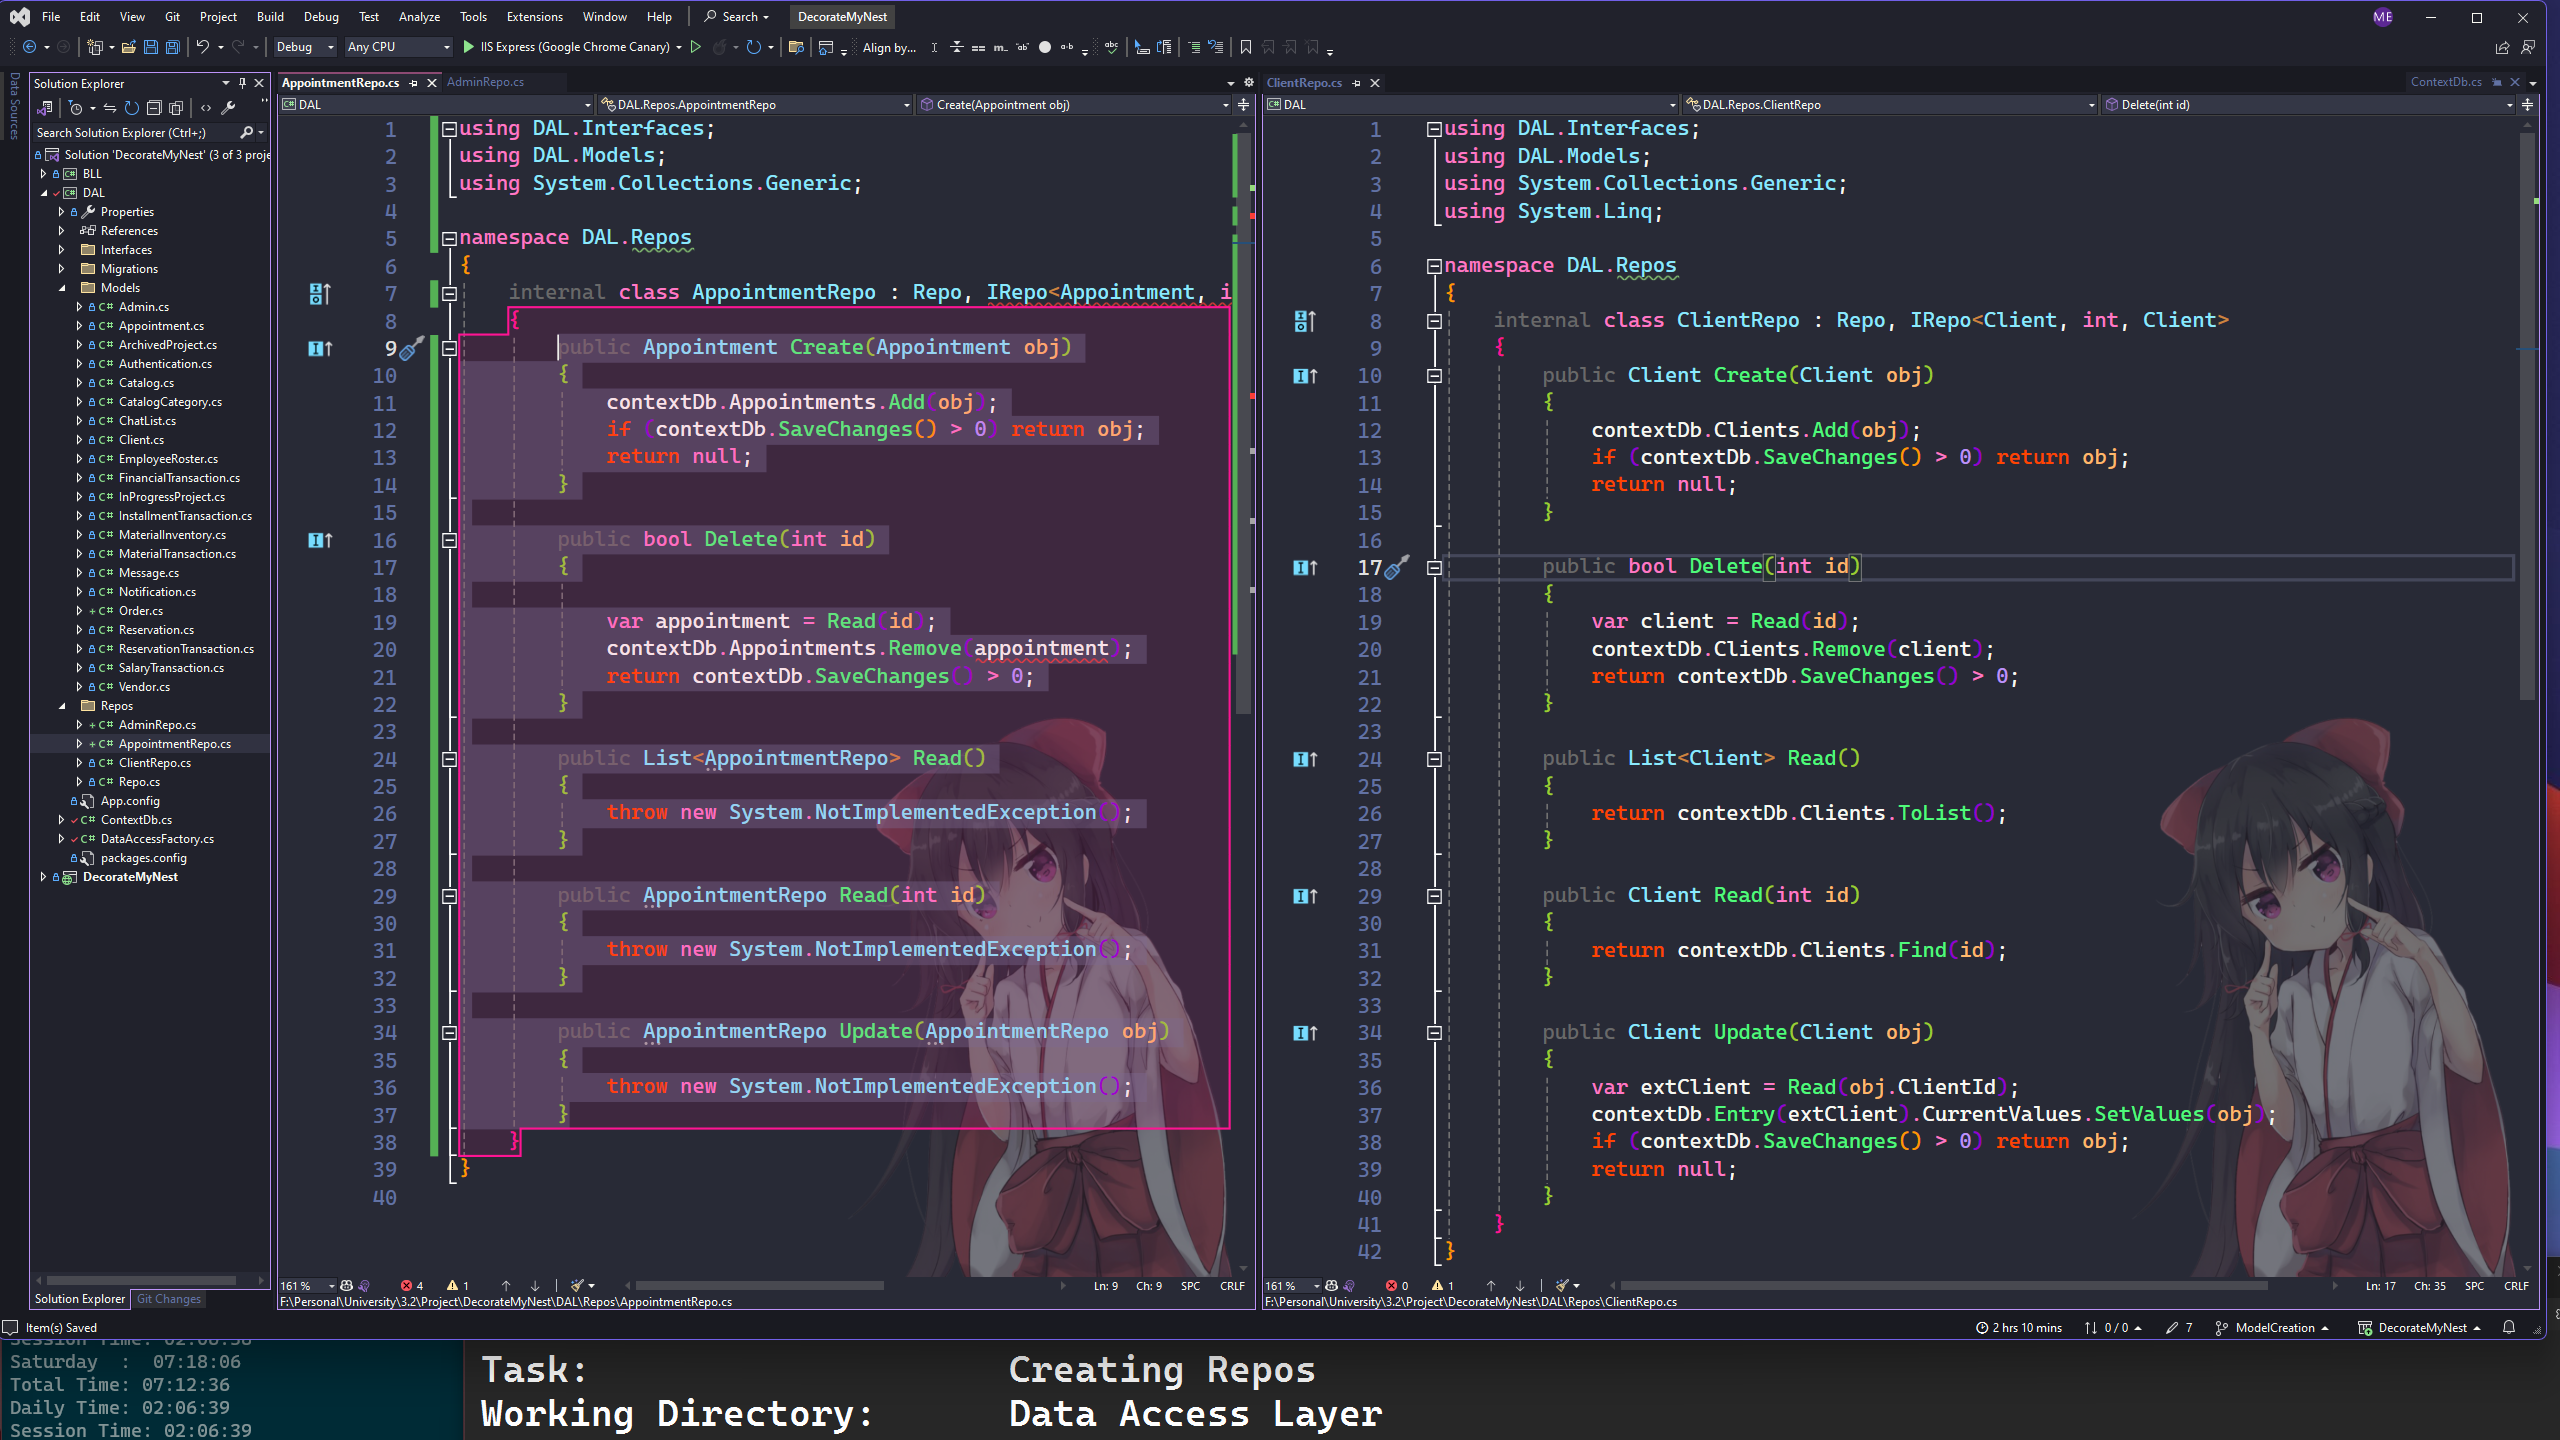 File Edit View Git Project Build Debug Test Analyze Tools Extensions Window Help Search DecorateMyNest ME
Debug Any CPU IIS Express (Google Chrome Canary) Align by...
Data Sources
Solution Explorer
Search Solution Explorer (Ctrl+;)
Solution 'DecorateMyNest' (3 of 3 proje
BLL
DAL
Properties
References
Interfaces
Migrations
Models
C# Admin.cs
C# Appointment.cs
C# ArchivedProject.cs
C# Authentication.cs
C# Catalog.cs
C# CatalogCategory.cs
C# ChatList.cs
C# Client.cs
C# EmployeeRoster.cs
C# FinancialTransaction.cs
C# InProgressProject.cs
C# InstallmentTransaction.cs
C# MaterialInventory.cs
C# MaterialTransaction.cs
C# Message.cs
C# Notification.cs
C# Order.cs
C# Reservation.cs
C# ReservationTransaction.cs
C# SalaryTransaction.cs
C# Vendor.cs
Repos
C# AdminRepo.cs
C# AppointmentRepo.cs
C# ClientRepo.cs
C# Repo.cs
App.config
C# ContextDb.cs
C# DataAccessFactory.cs
packages.config
DecorateMyNest
Solution Explorer Git Changes
AppointmentRepo.cs AdminRepo.cs
DAL DAL.Repos.AppointmentRepo Create(Appointment obj)
1 using DAL.Interfaces;
2 using DAL.Models;
3 using System.Collections.Generic;
4
5 namespace DAL.Repos
6 {
7 internal class AppointmentRepo : Repo, IRepo<Appointment, i
8 {
9 public Appointment Create(Appointment obj)
10 {
11 contextDb.Appointments.Add(obj);
12 if (contextDb.SaveChanges() > 0) return obj;
13 return null;
14 }
15
16 public bool Delete(int id)
17 {
18
19 var appointment = Read(id);
20 contextDb.Appointments.Remove(appointment);
21 return contextDb.SaveChanges() > 0;
22 }
23
24 public List<AppointmentRepo> Read()
25 {
26 throw new System.NotImplementedException();
27 }
28
29 public AppointmentRepo Read(int id)
30 {
31 throw new System.NotImplementedException();
32 }
33
34 public AppointmentRepo Update(AppointmentRepo obj)
35 {
36 throw new System.NotImplementedException();
37 }
38 }
39 }
40
161 % 4 1 Ln: 9 Ch: 9 SPC CRLF
F:\Personal\University\3.2\Project\DecorateMyNest\DAL\Repos\AppointmentRepo.cs
ClientRepo.cs ContextDb.cs
DAL DAL.Repos.ClientRepo Delete(int id)
1 using DAL.Interfaces;
2 using DAL.Models;
3 using System.Collections.Generic;
4 using System.Linq;
5
6 namespace DAL.Repos
7 {
8 internal class ClientRepo : Repo, IRepo<Client, int, Client>
9 {
10 public Client Create(Client obj)
11 {
12 contextDb.Clients.Add(obj);
13 if (contextDb.SaveChanges() > 0) return obj;
14 return null;
15 }
16
17 public bool Delete(int id)
18 {
19 var client = Read(id);
20 contextDb.Clients.Remove(client);
21 return contextDb.SaveChanges() > 0;
22 }
23
24 public List<Client> Read()
25 {
26 return contextDb.Clients.ToList();
27 }
28
29 public Client Read(int id)
30 {
31 return contextDb.Clients.Find(id);
32 }
33
34 public Client Update(Client obj)
35 {
36 var extClient = Read(obj.ClientId);
37 contextDb.Entry(extClient).CurrentValues.SetValues(obj);
38 if (contextDb.SaveChanges() > 0) return obj;
39 return null;
40 }
41 }
42 }
161 % 0 1 Ln: 17 Ch: 35 SPC CRLF
F:\Personal\University\3.2\Project\DecorateMyNest\DAL\Repos\ClientRepo.cs
Item(s) Saved 2 hrs 10 mins 0 / 0 7 ModelCreation DecorateMyNest
Session Time: 02:06:38
Saturday : 07:18:06
Total Time: 07:12:36
Daily Time: 02:06:39
Session Time: 02:06:39
Task: Creating Repos
Working Directory: Data Access Layer